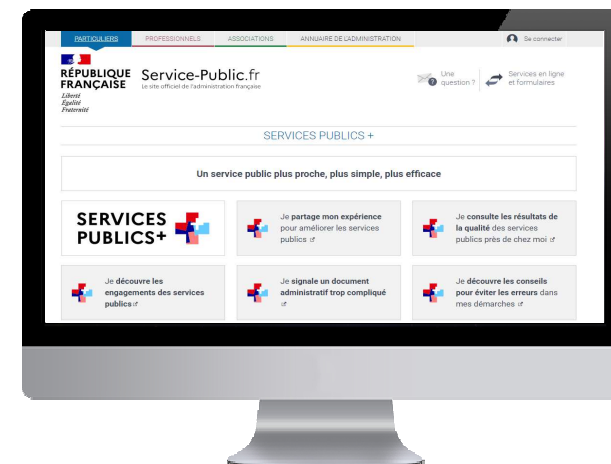 PARTICULIERS PROFESSIONNELS ASSOCIATIONS ANNUAIRE DE L'ADMINISTRATION Se connecter
RÉPUBLIQUE
FRANÇAISE
Liberté
Égalité
Fraternité
Service-Public.fr
Le site officiel de l'administration française
Une
question ?
Services en ligne
et formulaires
SERVICES PUBLICS +
Un service public plus proche, plus simple, plus efficace
SERVICES
PUBLICS+
Je partage mon expérience
pour améliorer les services
publics
Je consulte les résultats de
la qualité des services
publics près de chez moi
Je découvre les
engagements des services
publics
Je signale un document
administratif trop compliqué
Je découvre les conseils
pour éviter les erreurs dans
mes démarches